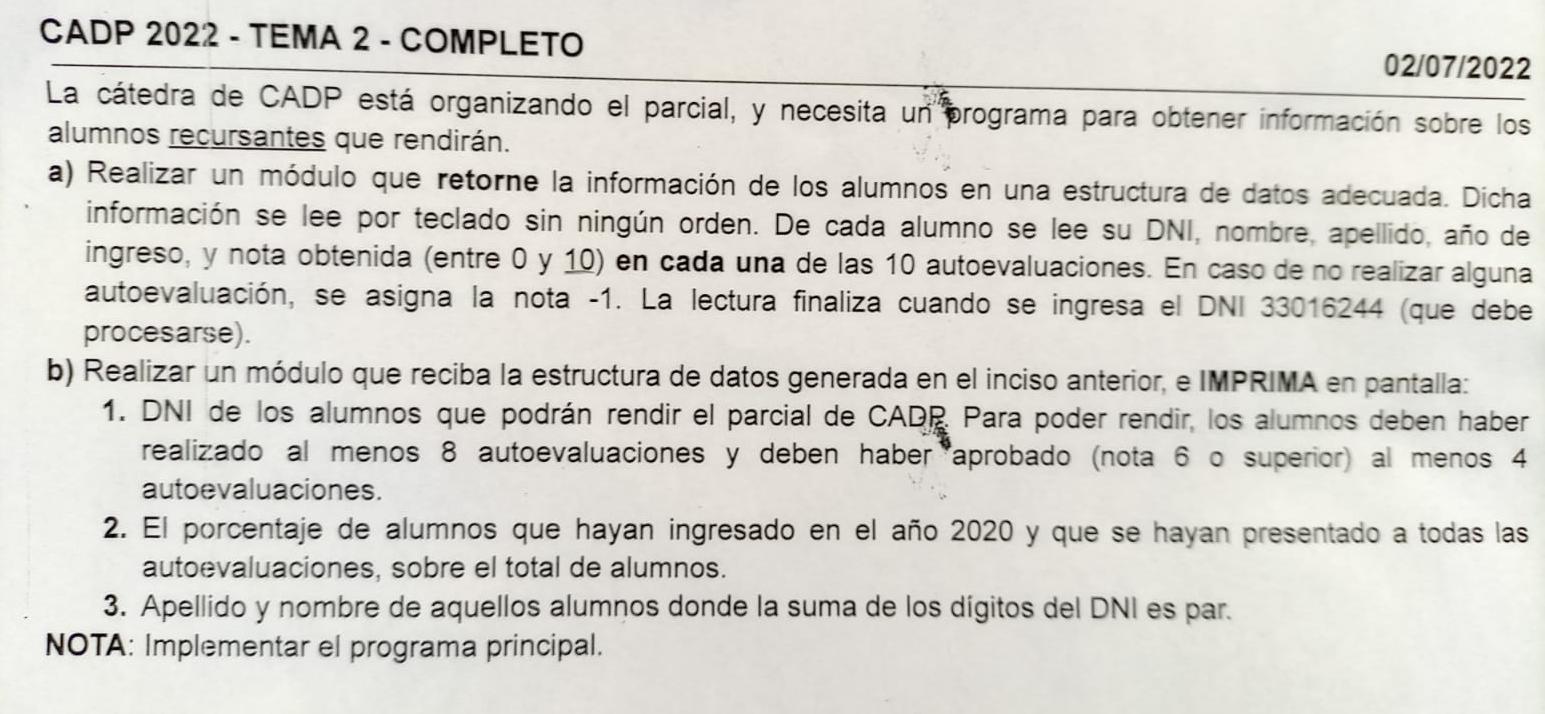 CADP 2022 - TEMA 2 - COMPLETO
02/07/2022
La cátedra de CADP está organizando el parcial, y necesita un programa para obtener información sobre los
alumnos recursantes que rendirán.
a) Realizar un módulo que retorne la información de los alumnos en una estructura de datos adecuada. Dicha
información se lee por teclado sin ningún orden. De cada alumno se lee su DNI, nombre, apellido, año de
ingreso, y nota obtenida (entre 0 y 10) en cada una de las 10 autoevaluaciones. En caso de no realizar alguna
autoevaluación, se asigna la nota -1. La lectura finaliza cuando se ingresa el DNI 33016244 (que debe
procesarse).
b) Realizar un módulo que reciba la estructura de datos generada en el inciso anterior, e IMPRIMA en pantalla:
1. DNI de los alumnos que podrán rendir el parcial de CADP. Para poder rendir, los alumnos deben haber
realizado al menos 8 autoevaluaciones y deben haber aprobado (nota 6 o superior) al menos 4
autoevaluaciones.
2. El porcentaje de alumnos que hayan ingresado en el año 2020 y que se hayan presentado a todas las
autoevaluaciones, sobre el total de alumnos.
3. Apellido y nombre de aquellos alumnos donde la suma de los dígitos del DNI es par.
NOTA: Implementar el programa principal.